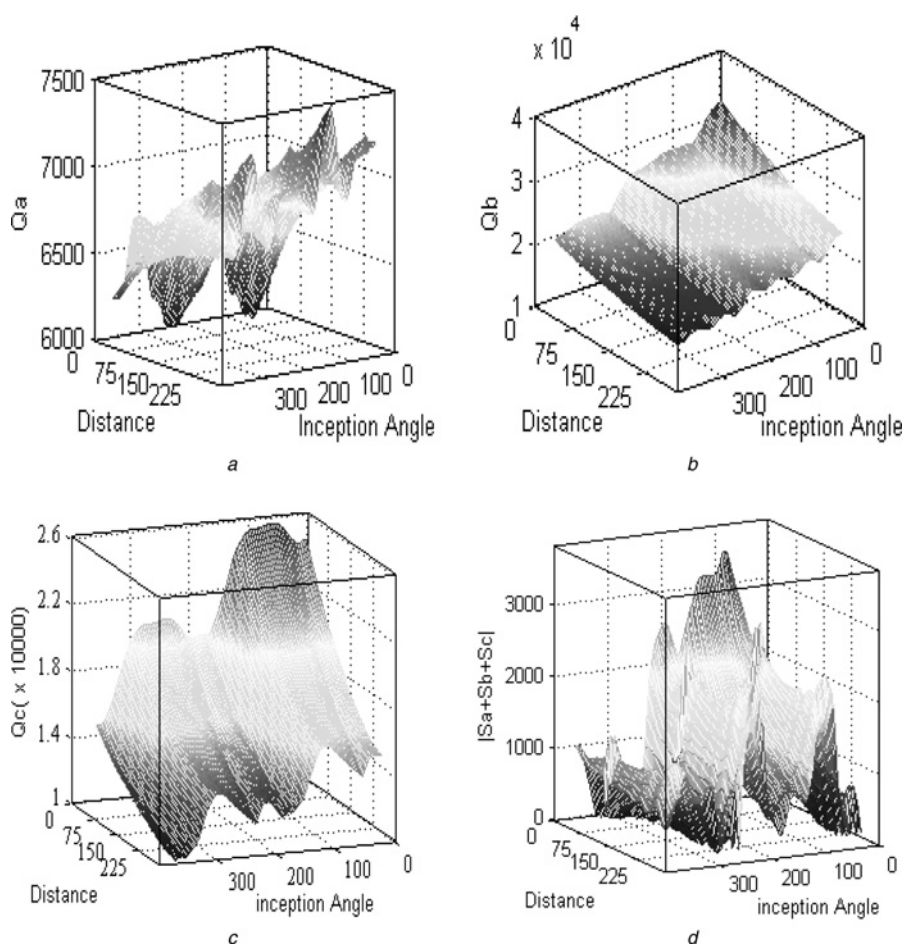 7500
7000
6500
6000
Qa
0
75
150
225
Distance
300
200
100
0
Inception Angle
a
x 10^4
4
3
2
1
Qb
0
75
150
225
Distance
300
200
100
0
inception Angle
b
2.6
2.2
1.8
1.4
1
Qc( x 10000)
0
75
150
225
Distance
300
200
100
0
inception Angle
c
3000
2000
1000
0
|Sa+Sb+Sc|
0
75
150
225
Distance
300
200
100
0
inception Angle
d